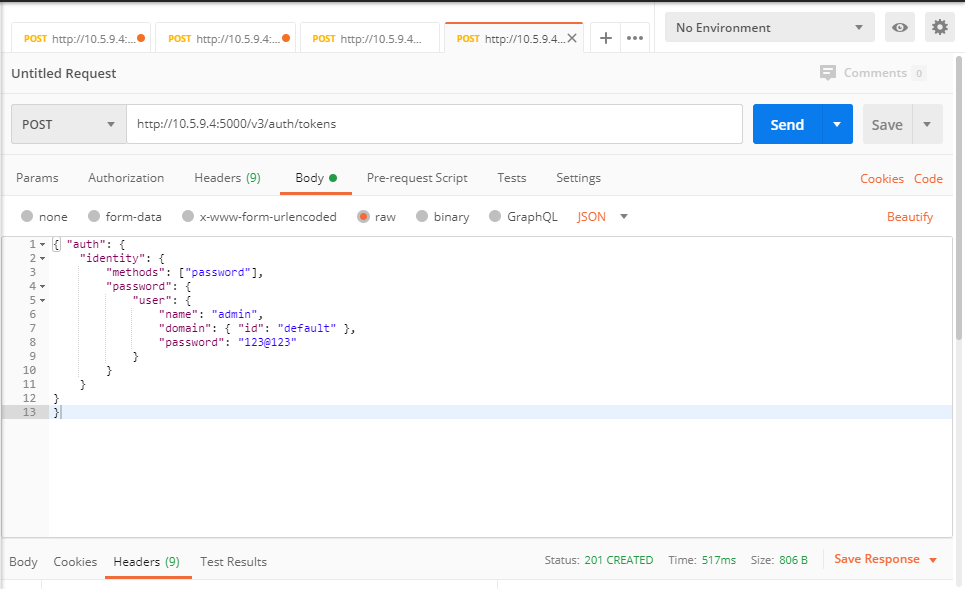 POST http://10.5.9.4:... POST http://10.5.9.4:... POST http://10.5.9.4... POST http://10.5.9.4... No Environment
Untitled Request Comments 0
POST http://10.5.9.4:5000/v3/auth/tokens Send Save
Params Authorization Headers (9) Body Pre-request Script Tests Settings Cookies Code
none form-data x-www-form-urlencoded raw binary GraphQL JSON Beautify
1 { "auth": {
2 "identity": {
3 "methods": ["password"],
4 "password": {
5 "user": {
6 "name": "admin",
7 "domain": { "id": "default" },
8 "password": "123@123"
9 }
10 }
11 }
12 }
13 }
Body Cookies Headers (9) Test Results Status: 201 CREATED Time: 517ms Size: 806 B Save Response